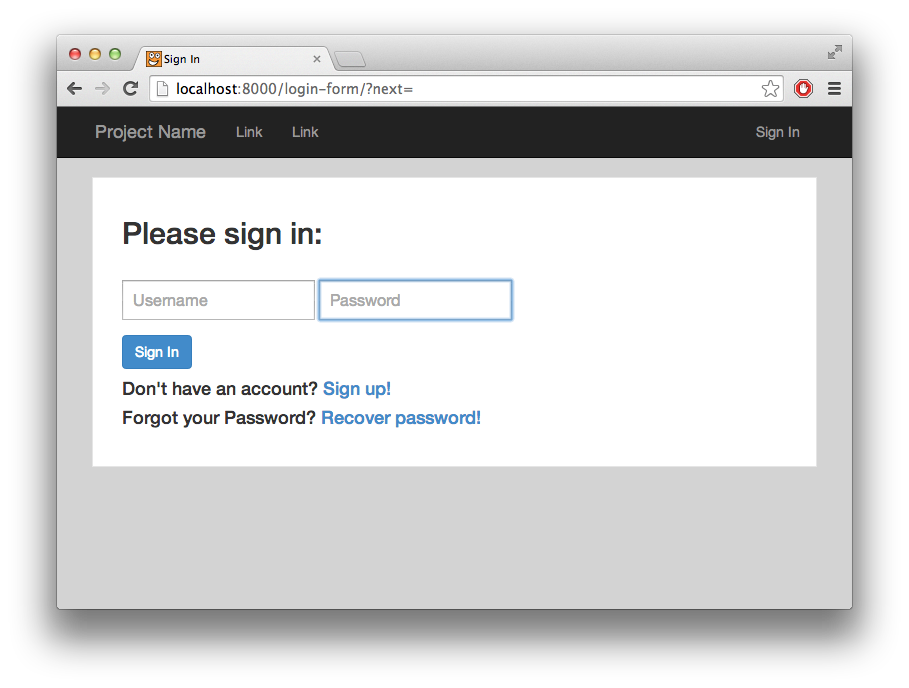 Sign In
localhost:8000/login-form/?next=
Project Name Link Link Sign In
Please sign in:
Username Password
Sign In
Don't have an account? Sign up!
Forgot your Password? Recover password!